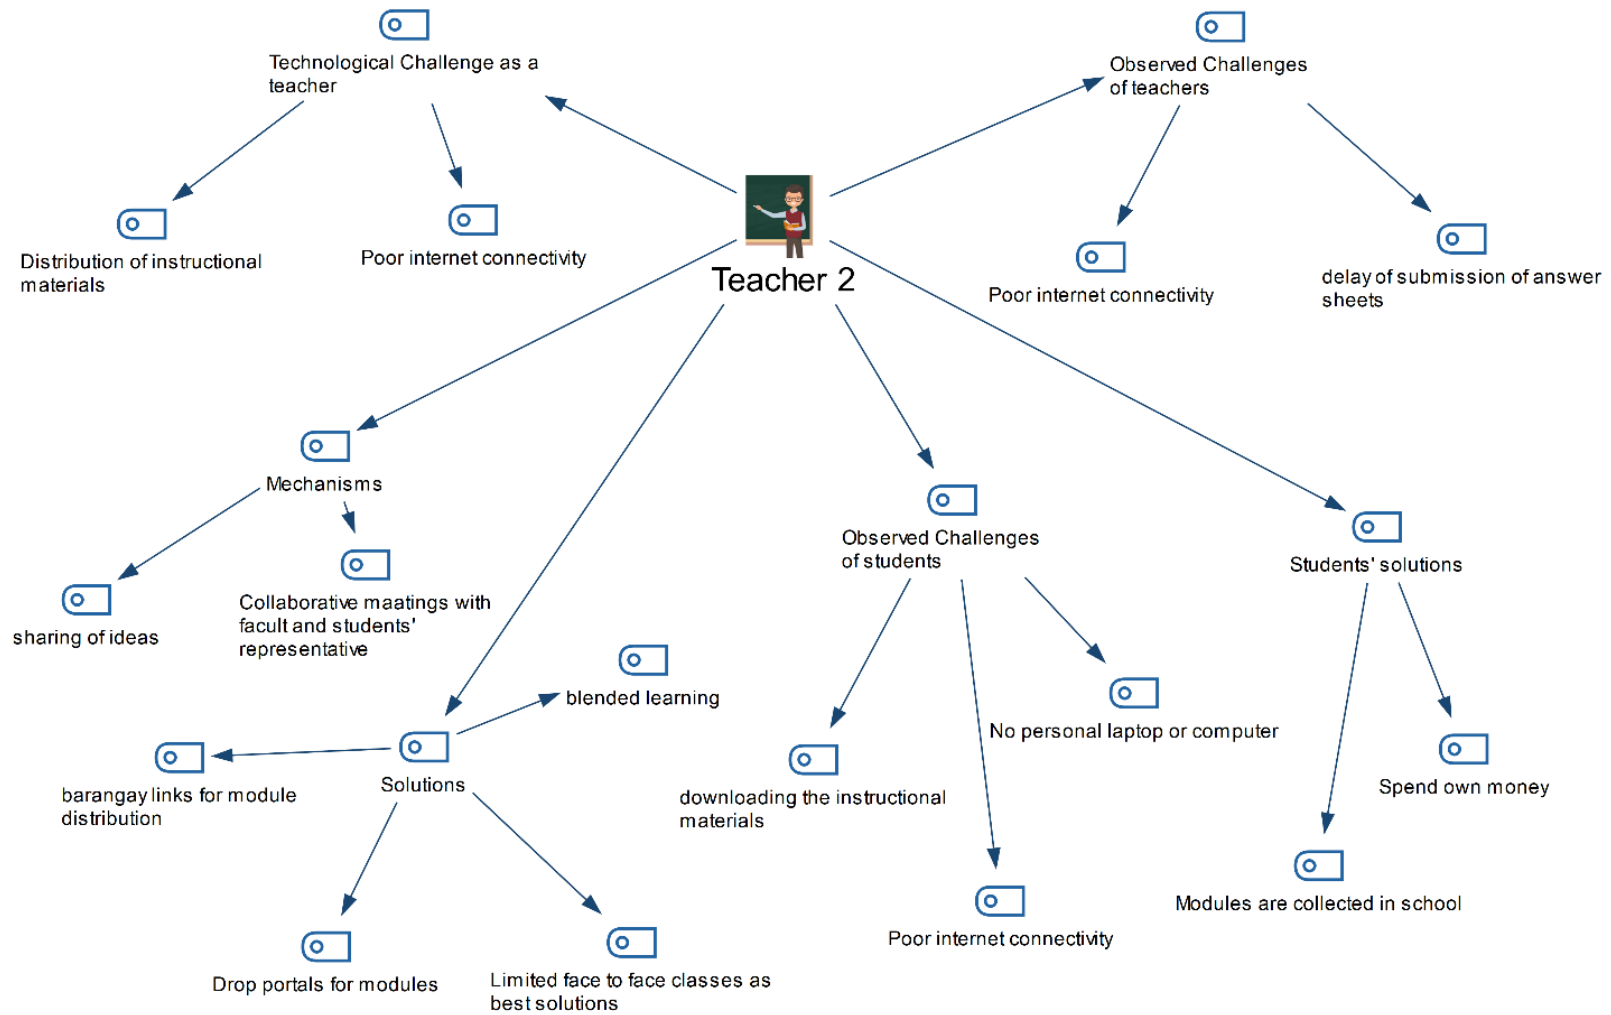 Technological Challenge as a
teacher
Observed Challenges
of teachers
Distribution of instructional
materials
Poor internet connectivity
Teacher 2
Poor internet connectivity
delay of submission of answer
sheets
Mechanisms
sharing of ideas
Collaborative maatings with
facult and students'
representative
Observed Challenges
of students
Students' solutions
blended learning
barangay links for module
distribution
Solutions
No personal laptop or computer
downloading the instructional
materials
Spend own money
Modules are collected in school
Poor internet connectivity
Drop portals for modules
Limited face to face classes as
best solutions